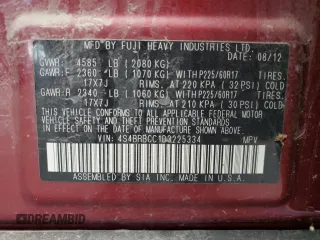 MFD BY FUJI HEAVY INDUSTRIES LTD.
DATE: 08/12
GVWR: 4585 LB (2080 KG)
GAWR:F 2360 LB (1070 KG) WITH P225/60R17 TIRES.
17X7J RIMS, AT 220 KPA (32 PSI) COLD
GAWR:R 2340 LB (1060 KG) WITH P225/60R17 TIRES.
17X7J RIMS, AT 210 KPA (30 PSI) COLD
THIS VEHICLE CONFORMS TO ALL APPLICABLE FEDERAL MOTOR
VEHICLE SAFETY, BUMPER, AND THEFT PREVENTION STANDARDS
IN EFFECT ON THE DATE OF MANUFACTURE SHOWN ABOVE.
VIN: 4S4BRBCC1D3225334 MPV
ASSEMBLED BY SIA INC. MADE IN U.S.A.
DREAMBID